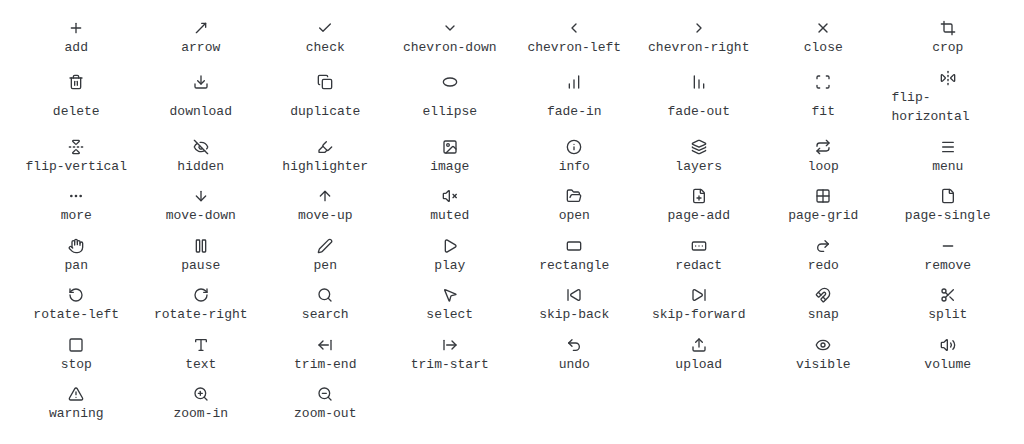 add arrow check chevron-down chevron-left chevron-right close crop
delete download duplicate ellipse fade-in fade-out fit flip-
horizontal
flip-vertical hidden highlighter image info layers loop menu
more move-down move-up muted open page-add page-grid page-single
pan pause pen play rectangle redact redo remove
rotate-left rotate-right search select skip-back skip-forward snap split
stop text trim-end trim-start undo upload visible volume
warning zoom-in zoom-out